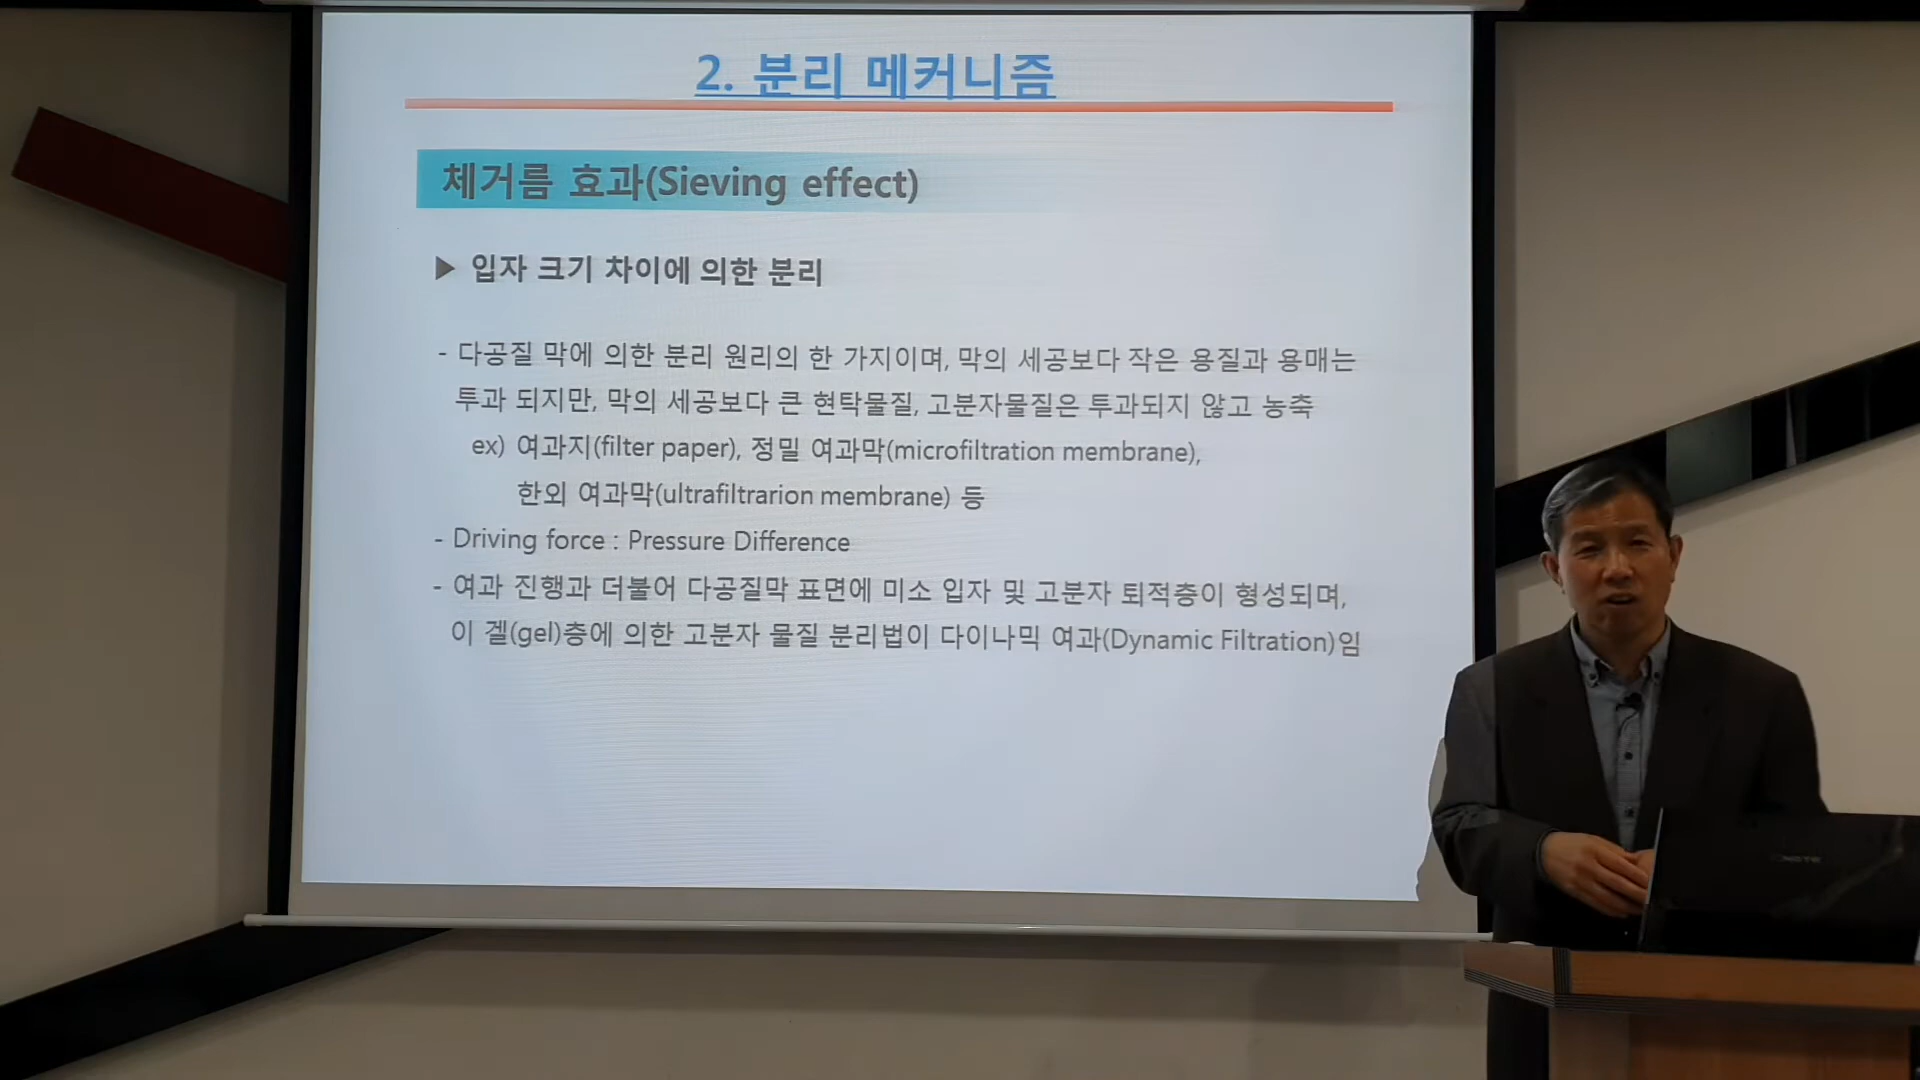 2. 분리 메커니즘
체거름 효과(Sieving effect)
▶ 입자 크기 차이에 의한 분리
- 다공질 막에 의한 분리 원리의 한 가지이며, 막의 세공보다 작은 용질과 용매는
투과 되지만, 막의 세공보다 큰 현탁물질, 고분자물질은 투과되지 않고 농축
ex) 여과지(filter paper), 정밀 여과막(microfiltration membrane),
한외 여과막(ultrafiltrarion membrane) 등
- Driving force : Pressure Difference
- 여과 진행과 더불어 다공질막 표면에 미소 입자 및 고분자 퇴적층이 형성되며,
이 겔(gel)층에 의한 고분자 물질 분리법이 다이나믹 여과(Dynamic Filtration)임